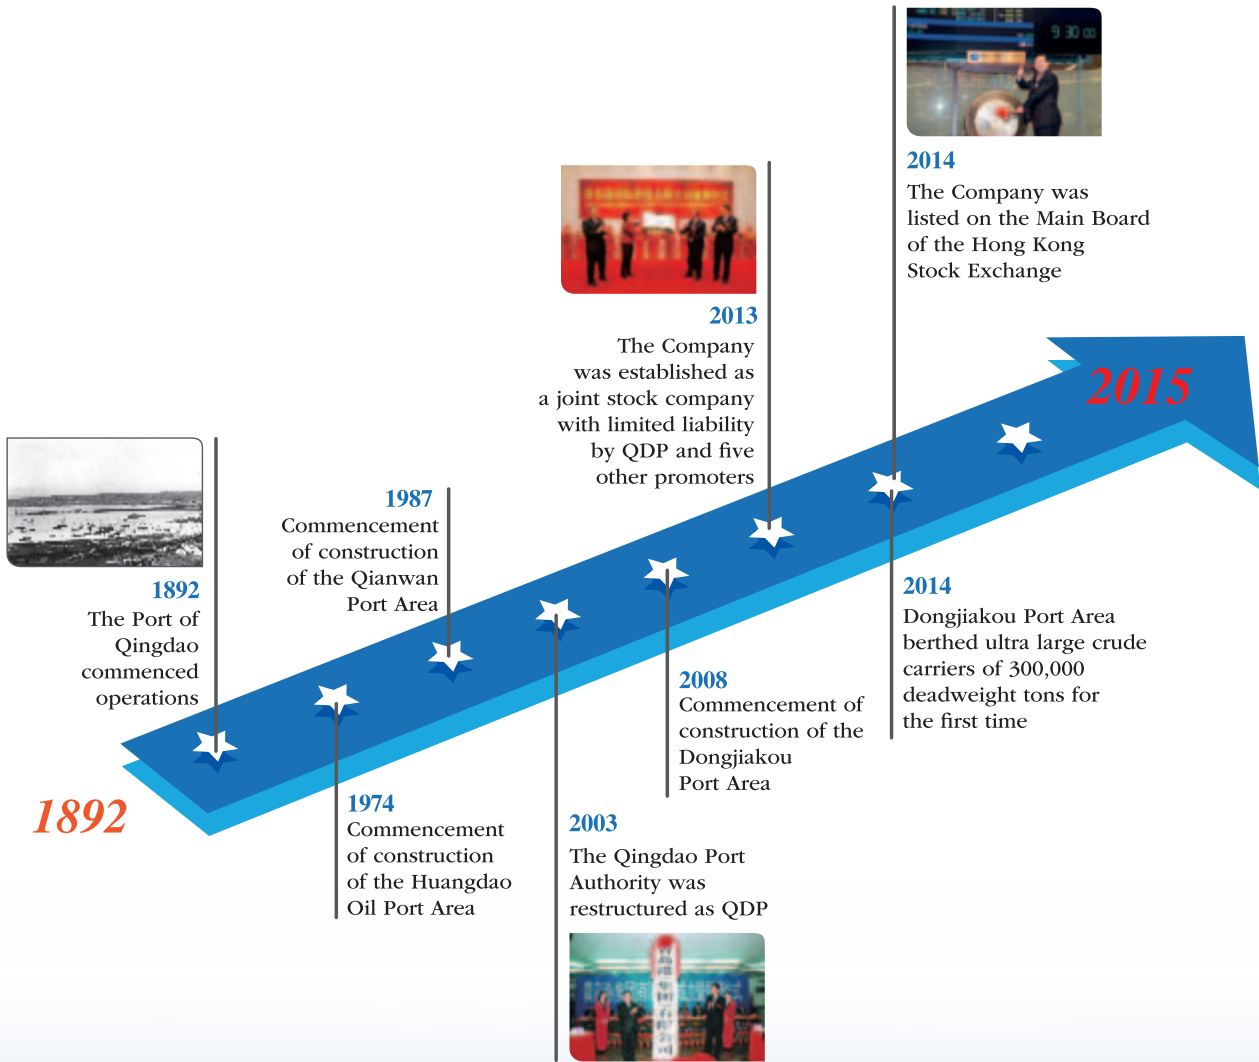 9 30 00
2014
The Company was
listed on the Main Board
of the Hong Kong
Stock Exchange
2013
The Company
was established as
a joint stock company
with limited liability
by QDP and five
other promoters
2015
1987
Commencement
of construction
of the Qianwan
Port Area
1892
The Port of
Qingdao
commenced
operations
2014
Dongjiakou Port Area
berthed ultra large crude
carriers of 300,000
deadweight tons for
the first time
2008
Commencement of
construction of the
Dongjiakou
Port Area
1892
1974
Commencement
of construction
of the Huangdao
Oil Port Area
2003
The Qingdao Port
Authority was
restructured as QDP